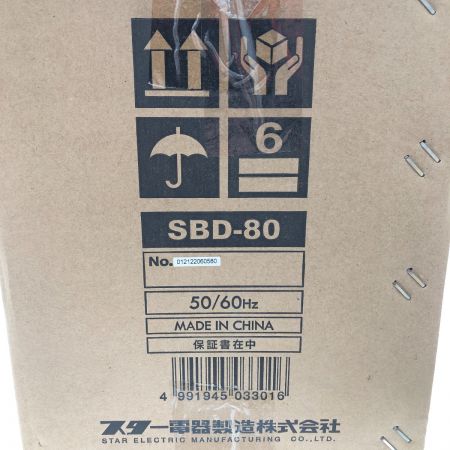 6
SBD-80
No. 012122060580
50/60Hz
MADE IN CHINA
保証書在中
4 991945 033016
スター電器製造株式会社
STAR ELECTRIC MANUFACTURING CO.,LTD.